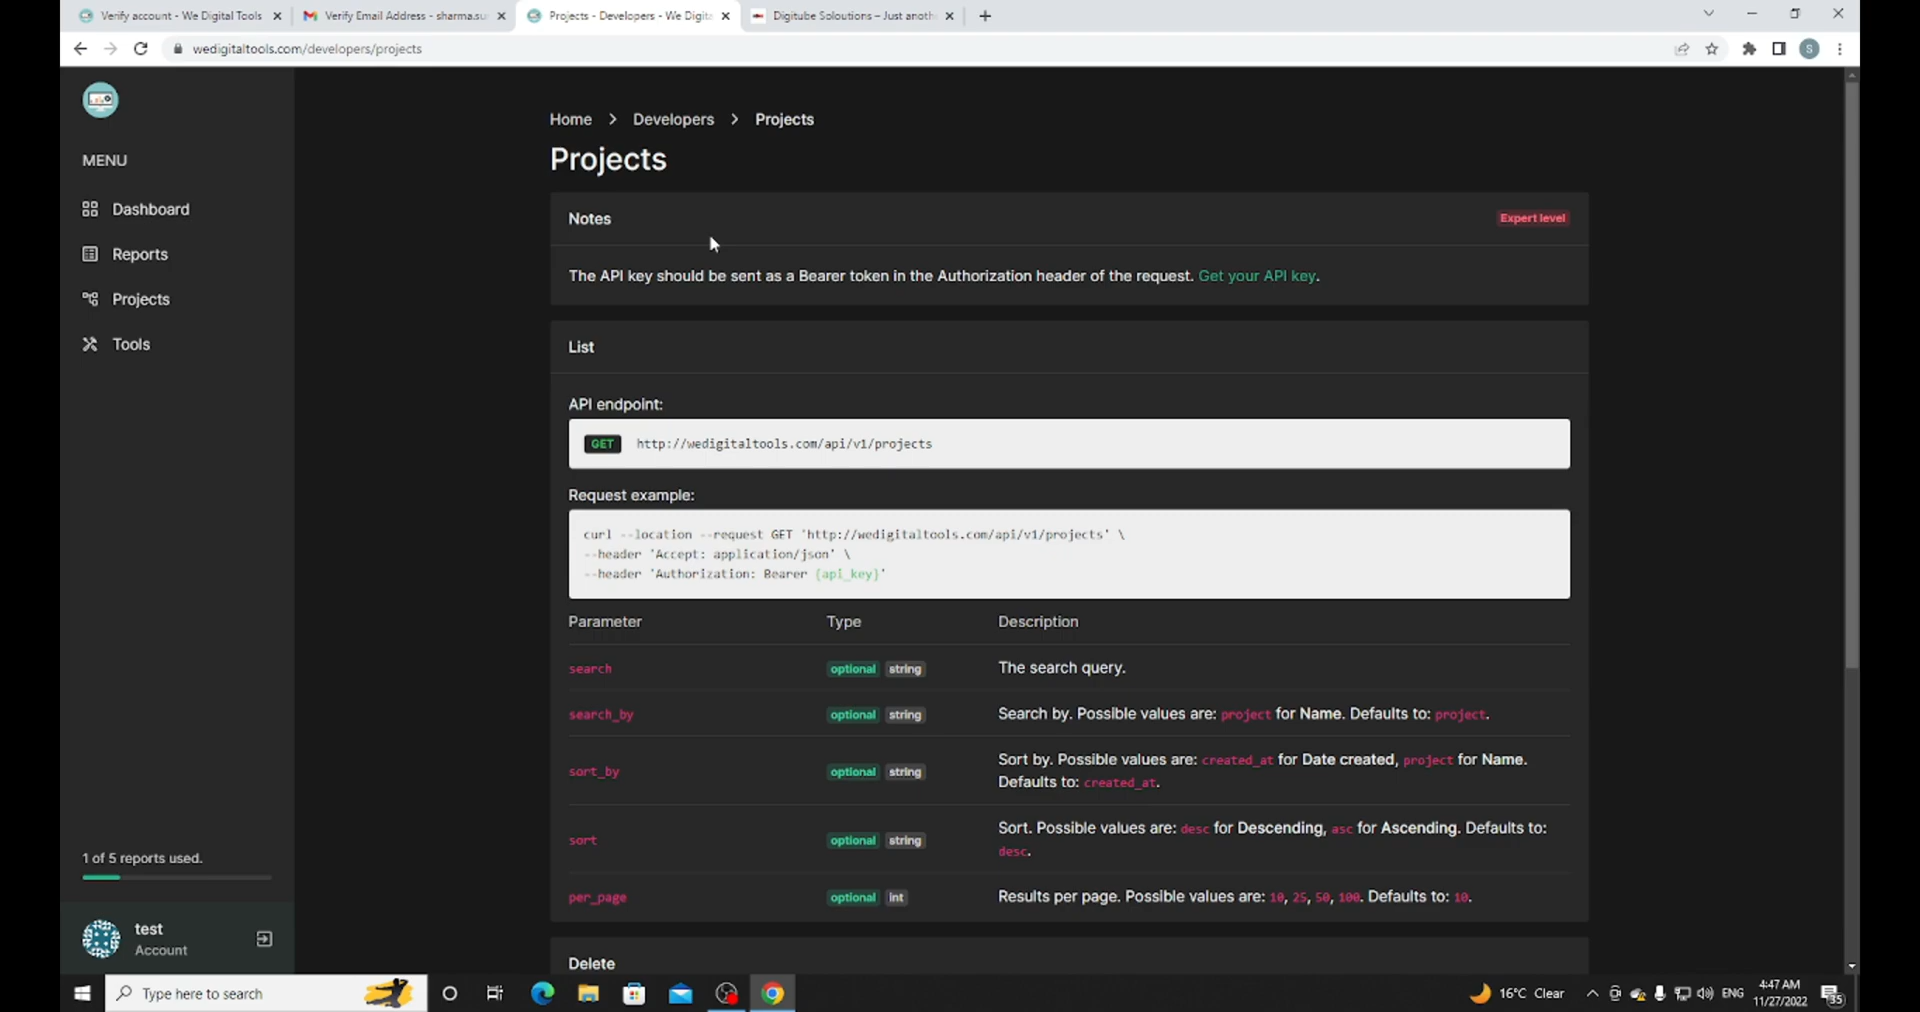 Verify account - We Digital Tools
Verify Email Address - sharma.su
Projects - Developers - We Digita
Digitube Soloutions – Just anoth
wedigitaltools.com/developers/projects
S
MENU
Dashboard
Reports
Projects
Tools
1 of 5 reports used.
test
Account
Home > Developers > Projects
Projects
Notes
Expert level
The API key should be sent as a Bearer token in the Authorization header of the request. Get your API key.
List
API endpoint:
GET http://wedigitaltools.com/api/v1/projects
Request example:
curl --location --request GET 'http://wedigitaltools.com/api/v1/projects' \
--header 'Accept: application/json' \
--header 'Authorization: Bearer {api_key}'
Parameter Type Description
search optional string The search query.
search_by optional string Search by. Possible values are: project for Name. Defaults to: project.
sort_by optional string Sort by. Possible values are: created_at for Date created, project for Name.
Defaults to: created_at.
sort optional string Sort. Possible values are: desc for Descending, asc for Ascending. Defaults to:
desc.
per_page optional int Results per page. Possible values are: 10, 25, 50, 100. Defaults to: 10.
Delete
Type here to search
16°C Clear
ENG
4:47 AM
11/27/2022
35